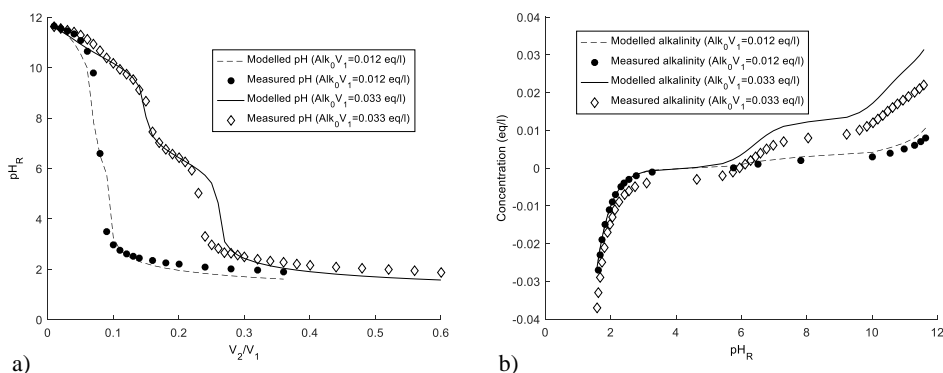 12
10
8
6
4
2
0
pH_R
0 0.1 0.2 0.3 0.4 0.5 0.6
V_2/V_1
Modelled pH (Alk_0V_1=0.012 eq/l)
Measured pH (Alk_0V_1=0.012 eq/l)
Modelled pH (Alk_0V_1=0.033 eq/l)
Measured pH (Alk_0V_1=0.033 eq/l)
a)
0.04
0.03
0.02
0.01
0
-0.01
-0.02
-0.03
-0.04
Concentration (eq/l)
0 2 4 6 8 10 12
pH_R
Modelled alkalinity (Alk_0V_1=0.012 eq/l)
Measured alkalinity (Alk_0V_1=0.012 eq/l)
Modelled alkalinity (Alk_0V_1=0.033 eq/l)
Measured alkalinity (Alk_0V_1=0.033 eq/l)
b)